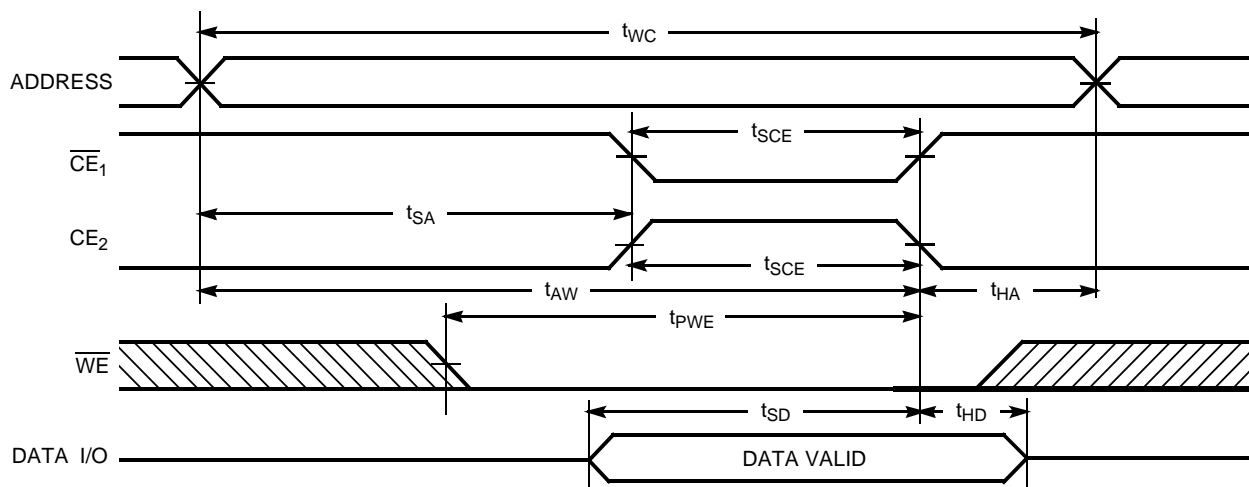 tWC
ADDRESS
CE1
tSCE
tSA
CE2
tSCE
tAW
tHA
tPWE
WE
tSD
tHD
DATA I/O
DATA VALID